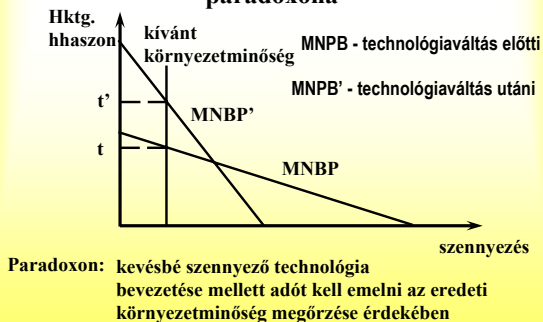 paradoxona
Hktg.
hhaszon
kívánt
környezetminőség
MNPB - technológiaváltás előtti
MNPB’ - technológiaváltás utáni
t’
MNBP’
t
MNBP
szennyezés
Paradoxon: kevésbé szennyező technológia
bevezetése mellett adót kell emelni az eredeti
környezetminőség megőrzése érdekében